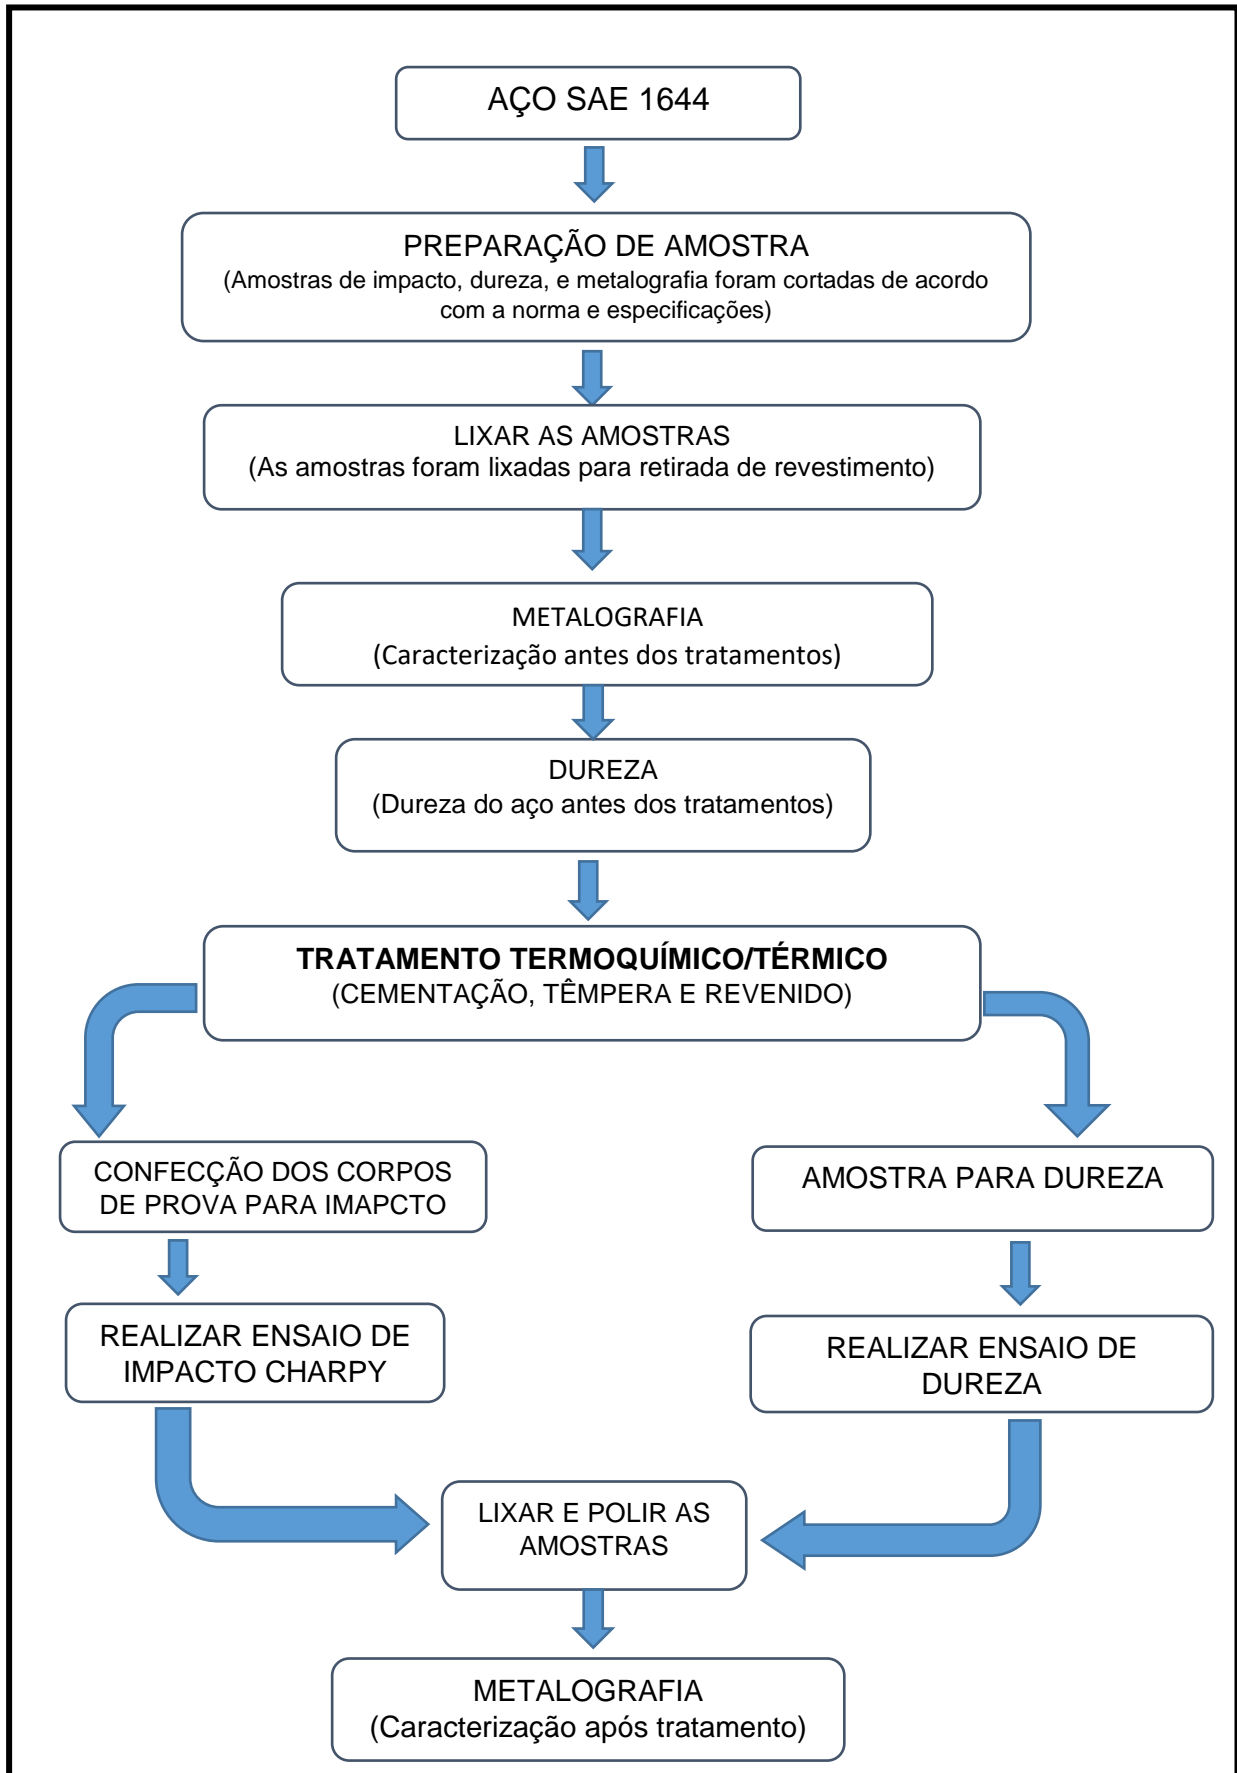 AÇO SAE 1644
PREPARAÇÃO DE AMOSTRA
(Amostras de impacto, dureza, e metalografia foram cortadas de acordo
com a norma e especificações)
LIXAR AS AMOSTRAS
(As amostras foram lixadas para retirada de revestimento)
METALOGRAFIA
(Caracterização antes dos tratamentos)
DUREZA
(Dureza do aço antes dos tratamentos)
TRATAMENTO TERMOQUÍMICO/TÉRMICO
(CEMENTAÇÃO, TÊMPERA E REVENIDO)
CONFECÇÃO DOS CORPOS
DE PROVA PARA IMAPCTO
AMOSTRA PARA DUREZA
REALIZAR ENSAIO DE
IMPACTO CHARPY
REALIZAR ENSAIO DE
DUREZA
LIXAR E POLIR AS
AMOSTRAS
METALOGRAFIA
(Caracterização após tratamento)